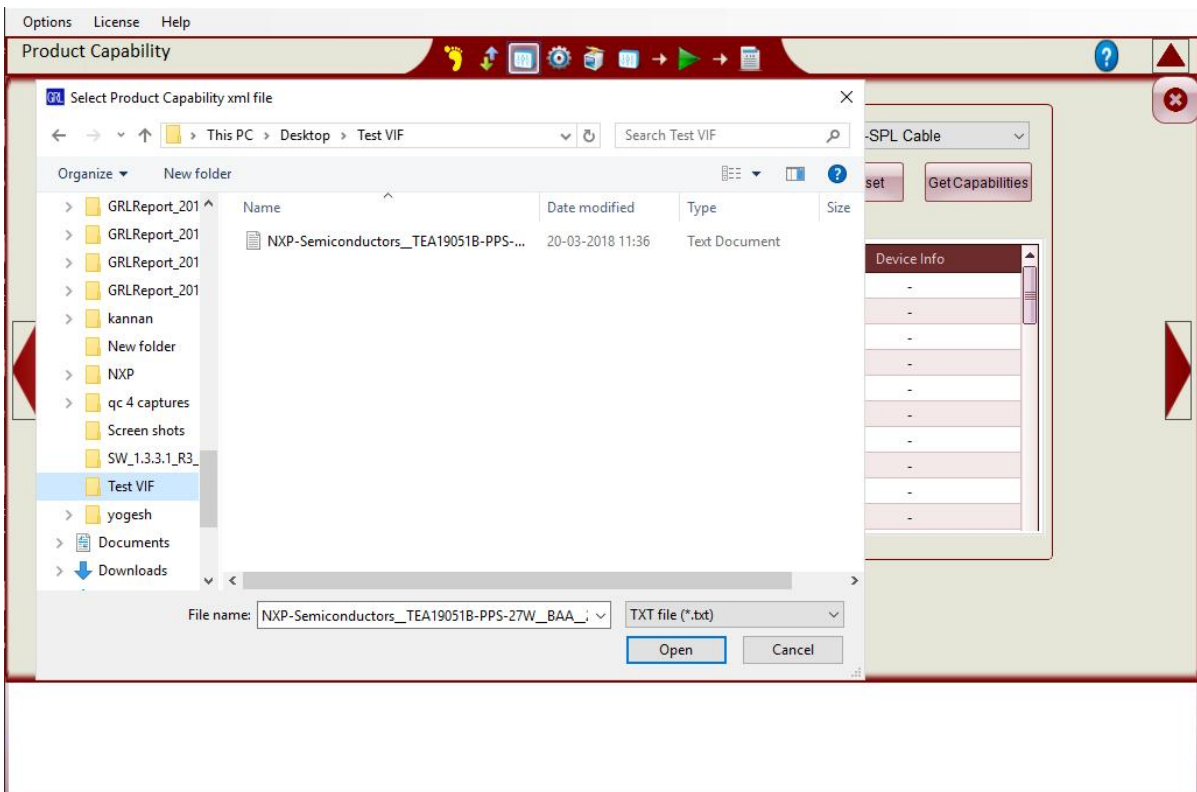 Options License Help
Product Capability
GRL Select Product Capability xml file
This PC > Desktop > Test VIF
Search Test VIF
-SPL Cable
Organize New folder
set GetCapabilities
Name Date modified Type Size
GRLReport_201
GRLReport_201
GRLReport_201
GRLReport_201
kannan
New folder
NXP
qc 4 captures
Screen shots
SW_1.3.3.1_R3_
Test VIF
yogesh
Documents
Downloads
NXP-Semiconductors__TEA19051B-PPS-... 20-03-2018 11:36 Text Document
Device Info
-
-
-
-
-
-
-
-
-
-
File name: NXP-Semiconductors__TEA19051B-PPS-27W__BAA__
TXT file (*.txt)
Open Cancel